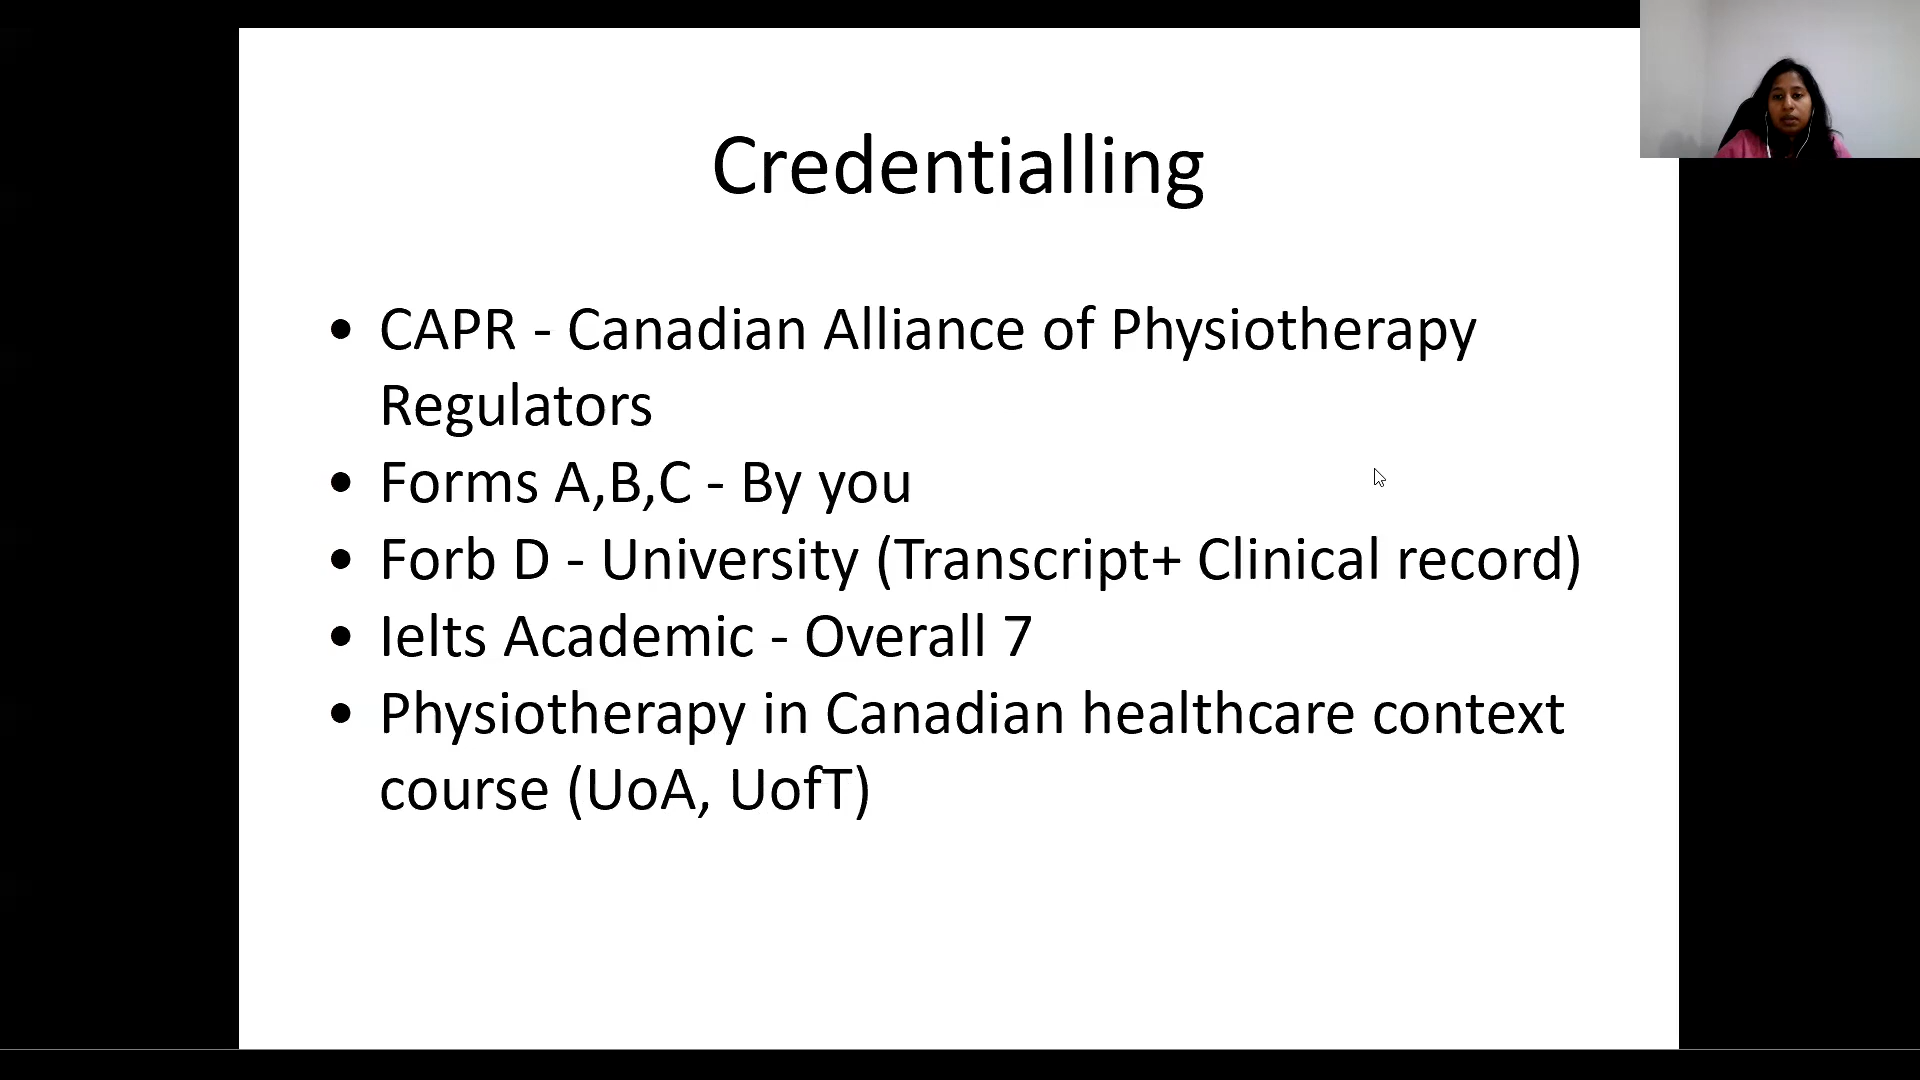 Credentialling
• CAPR - Canadian Alliance of Physiotherapy
Regulators
• Forms A,B,C - By you
• Forb D - University (Transcript+ Clinical record)
• Ielts Academic - Overall 7
• Physiotherapy in Canadian healthcare context
course (UoA, UofT)